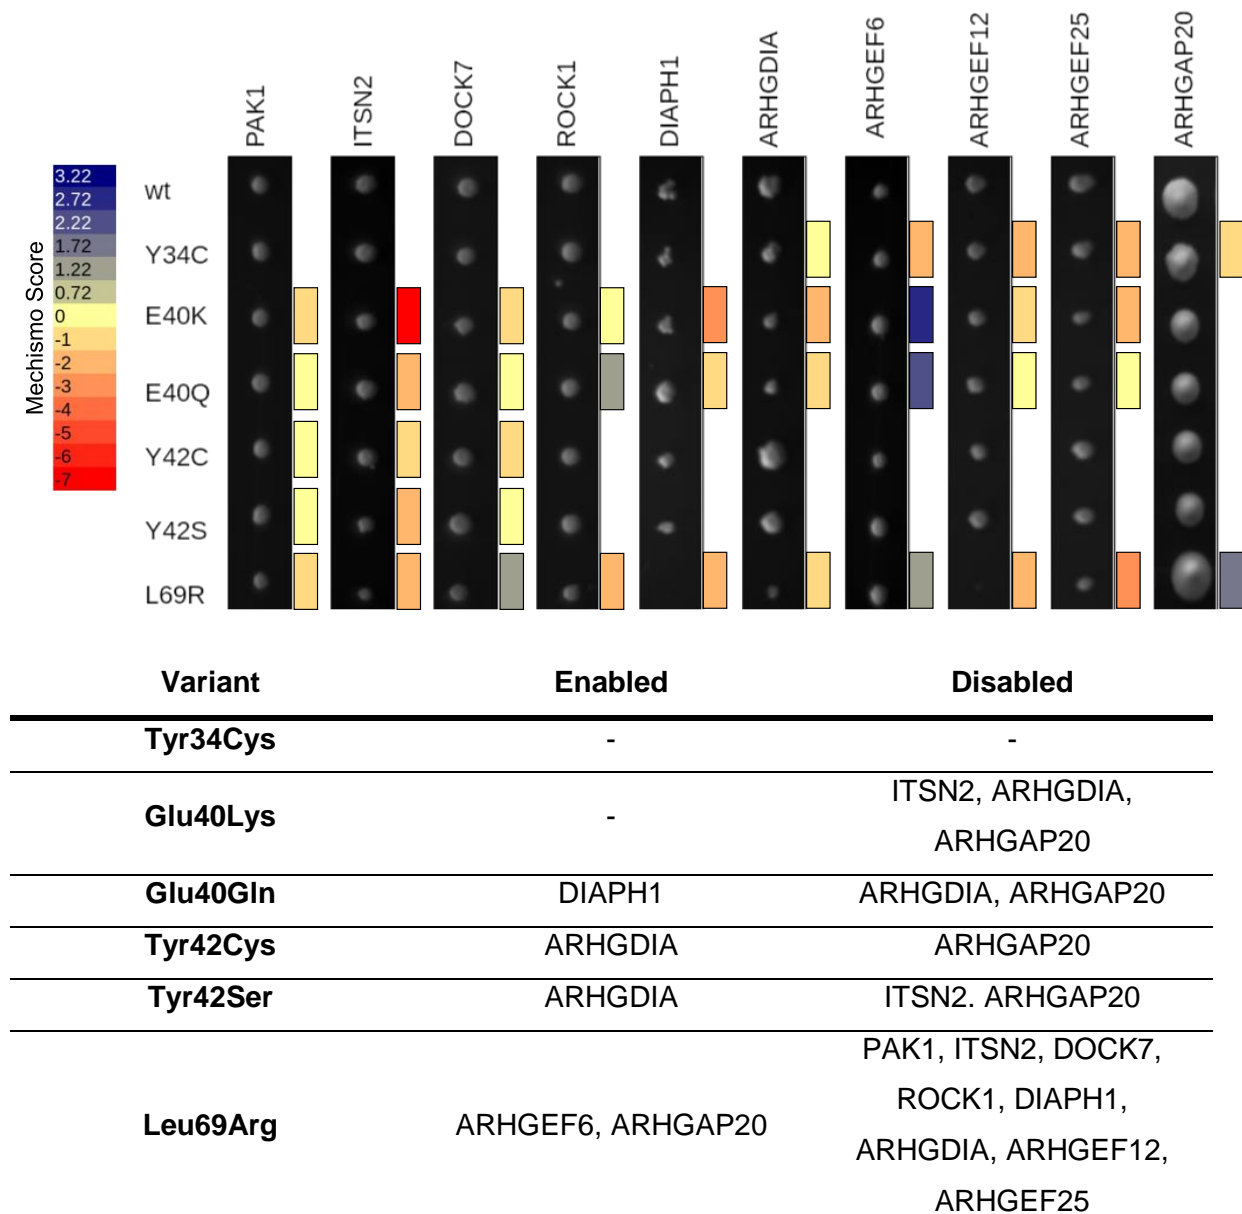 PAK1
ITSN2
DOCK7
ROCK1
DIAPH1
ARHGDIA
ARHGEF6
ARHGEF12
ARHGEF25
ARHGAP20
Mechismo Score
3.22
2.72
2.22
1.72
1.22
0.72
0
-1
-2
-3
-4
-5
-6
-7
wt
Y34C
E40K
E40Q
Y42C
Y42S
L69R
Variant Enabled Disabled
Tyr34Cys - -
Glu40Lys - ITSN2, ARHGDIA,
ARHGAP20
Glu40Gln DIAPH1 ARHGDIA, ARHGAP20
Tyr42Cys ARHGDIA ARHGAP20
Tyr42Ser ARHGDIA ITSN2. ARHGAP20
Leu69Arg ARHGEF6, ARHGAP20 PAK1, ITSN2, DOCK7,
ROCK1, DIAPH1,
ARHGDIA, ARHGEF12,
ARHGEF25